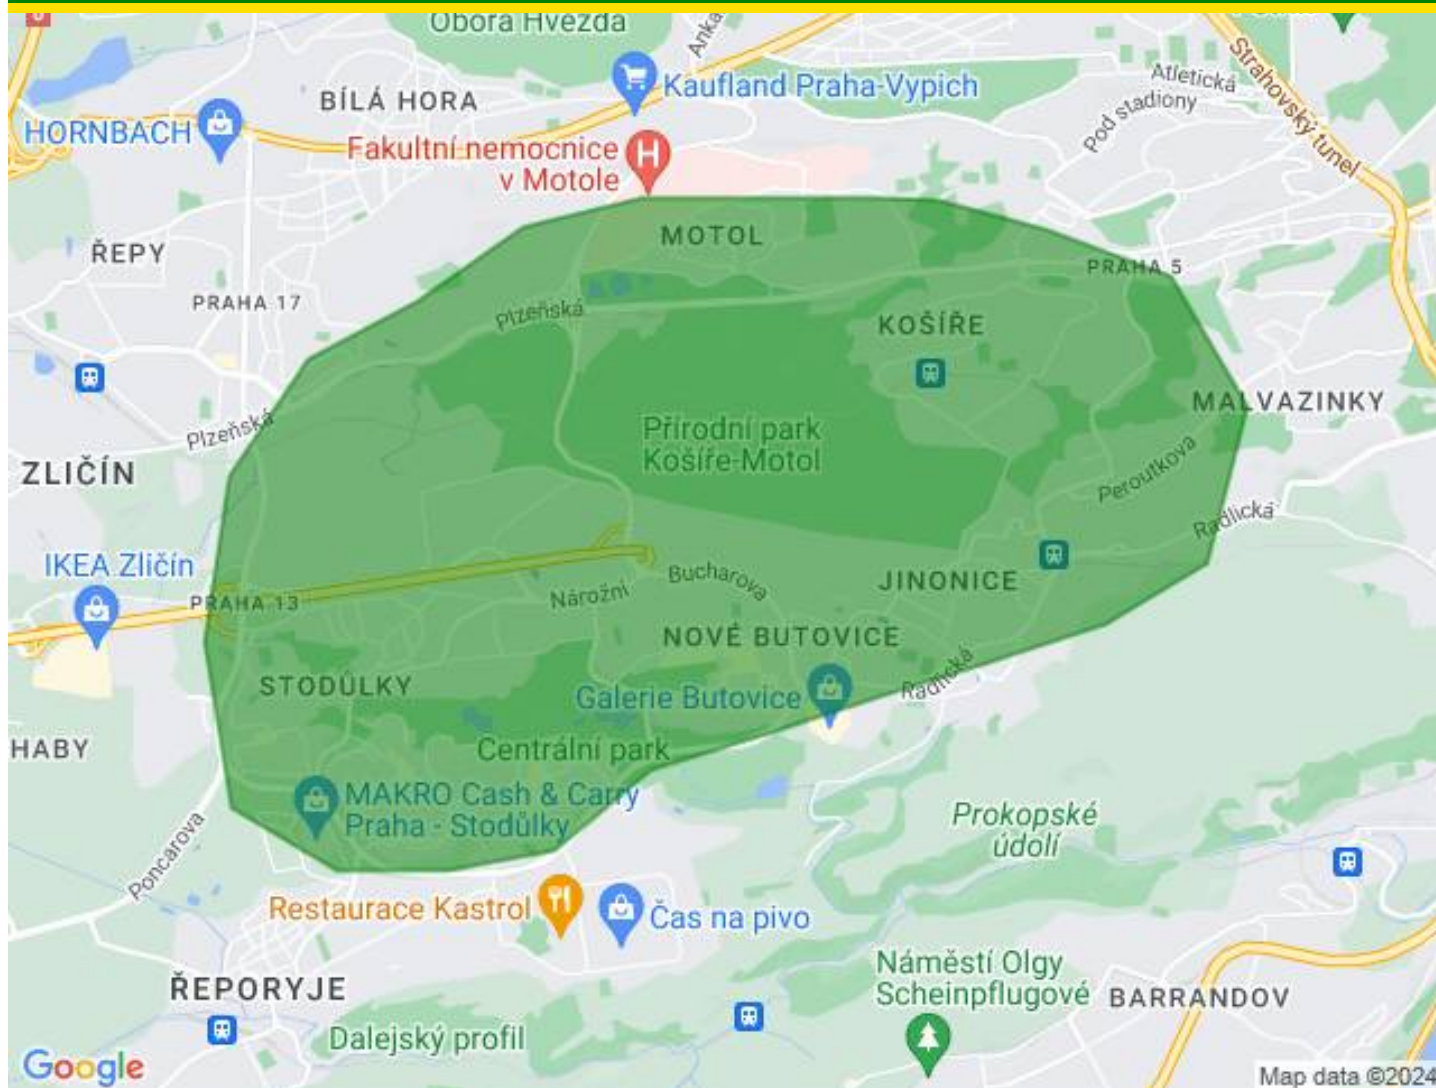 Obora Hvězda
Anka
Kaufland Praha-Vypich
Strahovský tunel
Atletická
Pod stadiony
BÍLÁ HORA
HORNBACH
Fakultní nemocnice
v Motole
MOTOL
ŘEPY
PRAHA 5
PRAHA 17
Plzeňská
KOŠÍŘE
MALVAZINKY
Plzeňská
Přírodní park
Košíře-Motol
ZLIČÍN
Peroutkova
Radlická
IKEA Zličín
Bucharova
JINONICE
Nárožní
PRAHA 13
NOVÉ BUTOVICE
STODŮLKY
Radlická
Galerie Butovice
HABY
Centrální park
MAKRO Cash & Carry
Praha - Stodůlky
Prokopské
údolí
Poncarova
Restaurace Kastrol
Čas na pivo
Náměstí Olgy
Scheinpflugové
BARRANDOV
ŘEPORYJE
Dalejský profil
Google
Map data ©2024